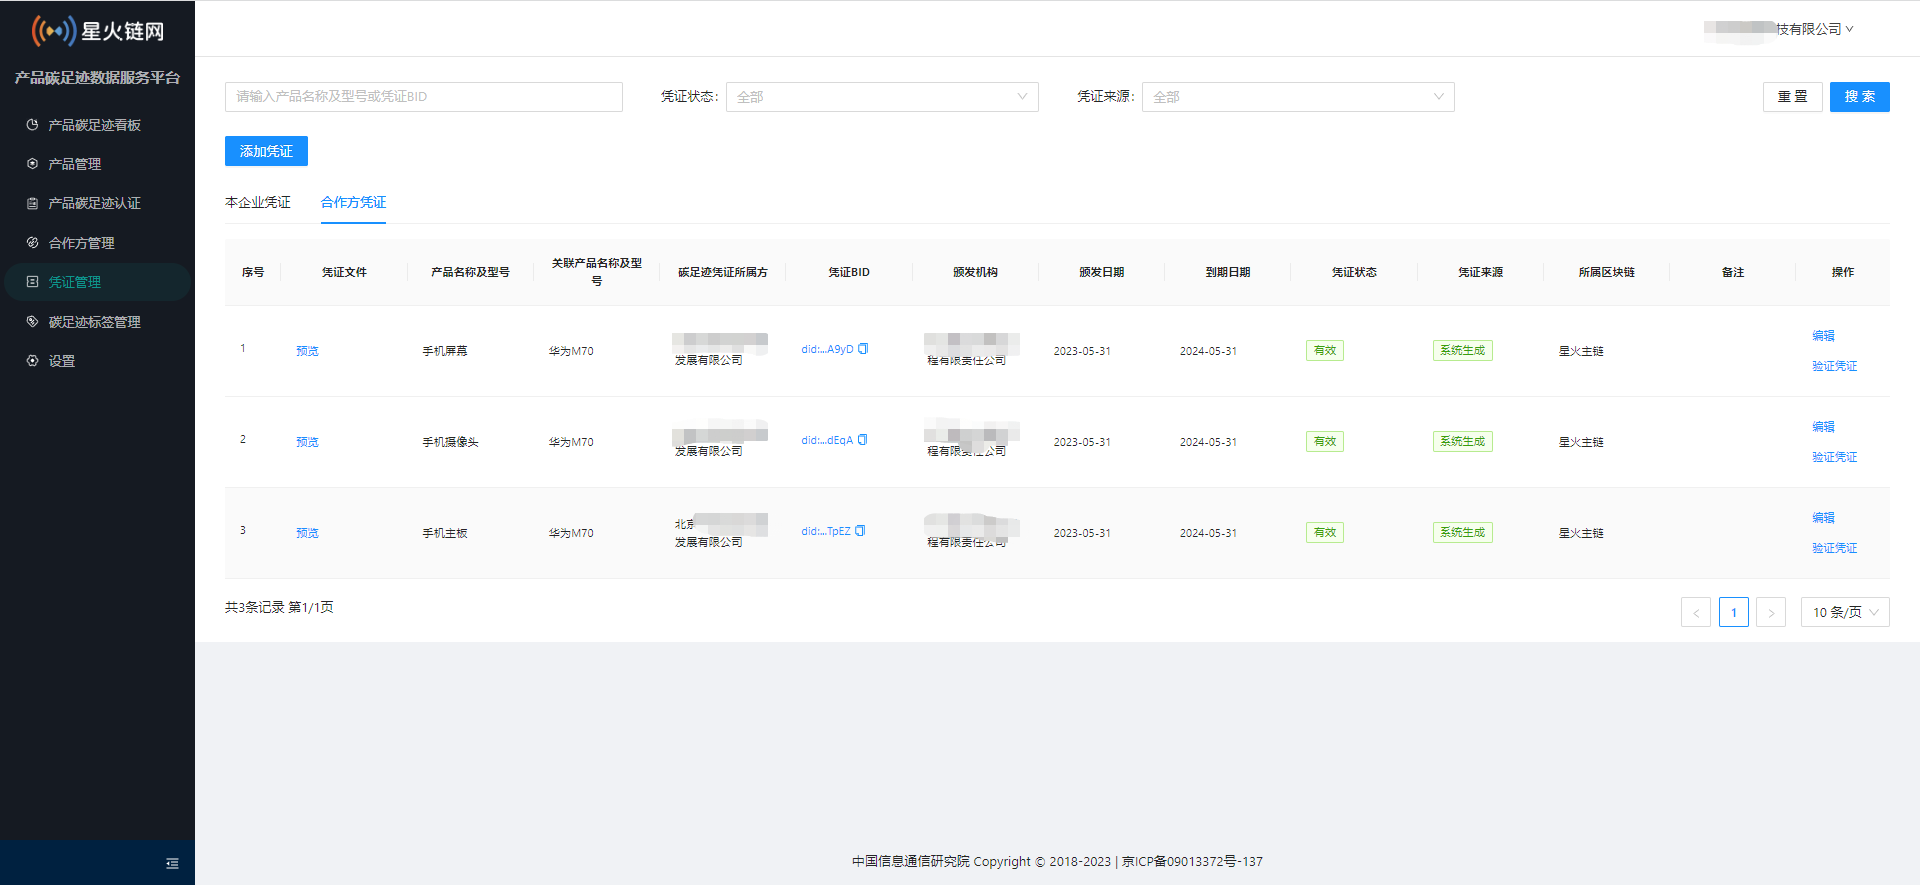 星火链网
产品碳足迹数据服务平台
产品碳足迹看板
产品管理
产品碳足迹认证
合作方管理
凭证管理
碳足迹标签管理
设置
技有限公司
请输入产品名称及型号或凭证BID
凭证状态: 全部
凭证来源: 全部
重 置
搜 索
添加凭证
本企业凭证 合作方凭证
序号 凭证文件 产品名称及型号 关联产品名称及型号 碳足迹凭证所属方 凭证BID 颁发机构 颁发日期 到期日期 凭证状态 凭证来源 所属区块链 备注 操作
1 预览 手机屏幕 华为M70 发展有限公司 did:...A9yD 程有限责任公司 2023-05-31 2024-05-31 有效 系统生成 星火主链 编辑
验证凭证
2 预览 手机摄像头 华为M70 发展有限公司 did:...dEqA 程有限责任公司 2023-05-31 2024-05-31 有效 系统生成 星火主链 编辑
验证凭证
3 预览 手机主板 华为M70 北京 发展有限公司 did:...TpEZ 程有限责任公司 2023-05-31 2024-05-31 有效 系统生成 星火主链 编辑
验证凭证
共3条记录 第1/1页
< 1 > 10 条/页
中国信息通信研究院 Copyright © 2018-2023 | 京ICP备09013372号-137